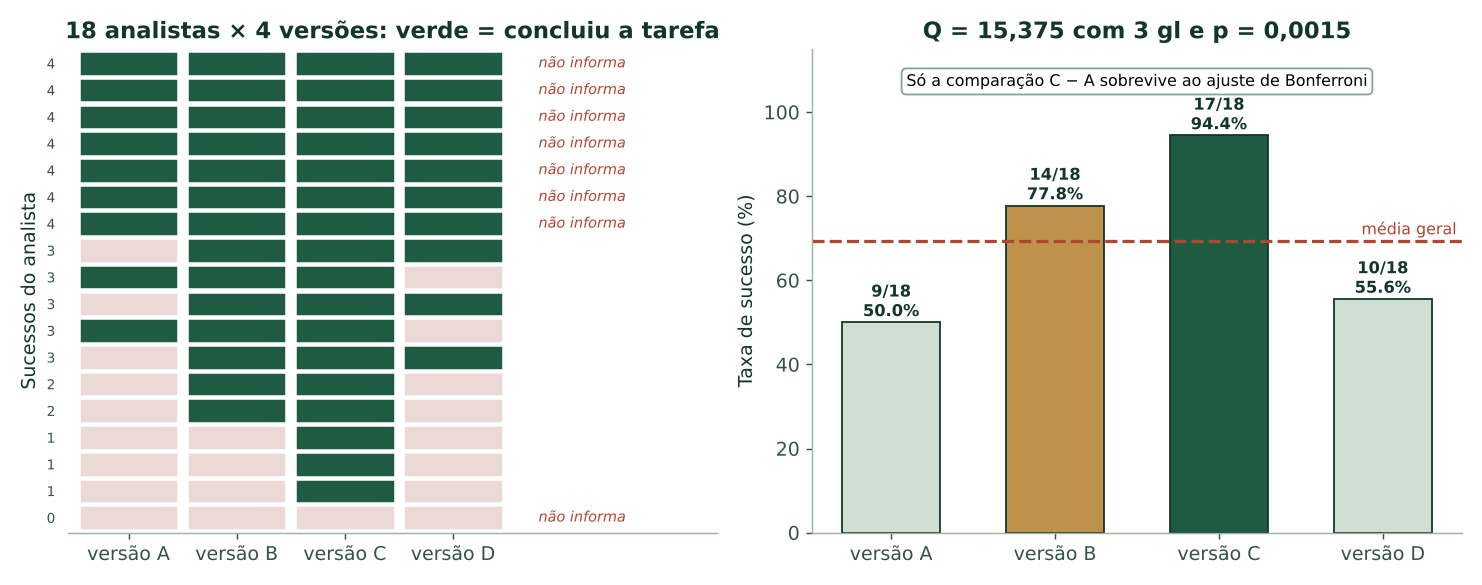 18 analistas × 4 versões: verde = concluiu a tarefa
Sucessos do analista
4 não informa
4 não informa
4 não informa
4 não informa
4 não informa
4 não informa
4 não informa
3
3
3
3
3
2
2
1
1
1
0 não informa
versão A versão B versão C versão D
Q = 15,375 com 3 gl e p = 0,0015
Só a comparação C − A sobrevive ao ajuste de Bonferroni
Taxa de sucesso (%)
100
80
60
40
20
0
9/18
50.0%
14/18
77.8%
17/18
94.4%
10/18
55.6%
média geral
versão A versão B versão C versão D